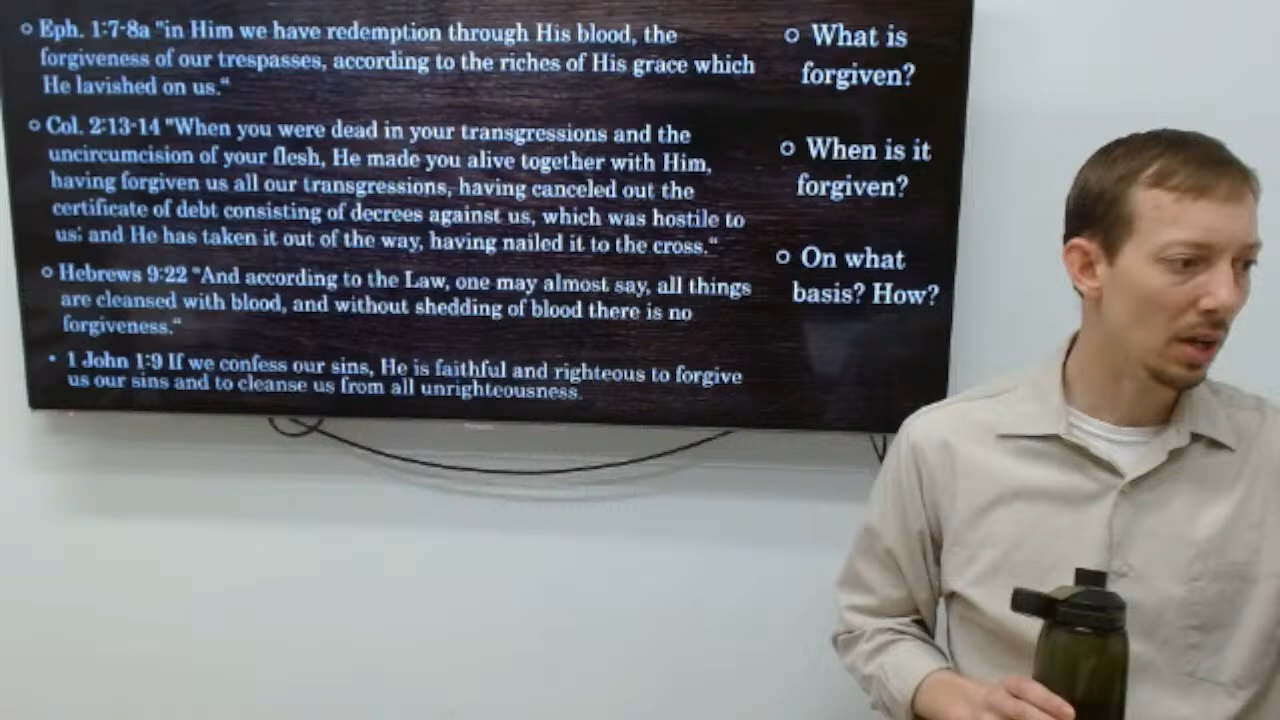 ○ Eph. 1:7-8a "in Him we have redemption through His blood, the
forgiveness of our trespasses, according to the riches of His grace which
He lavished on us."
○ Col. 2:13-14 "When you were dead in your transgressions and the
uncircumcision of your flesh, He made you alive together with Him,
having forgiven us all our transgressions, having canceled out the
certificate of debt consisting of decrees against us, which was hostile to
us; and He has taken it out of the way, having nailed it to the cross."
○ Hebrews 9:22 "And according to the Law, one may almost say, all things
are cleansed with blood, and without shedding of blood there is no
forgiveness."
• 1 John 1:9 If we confess our sins, He is faithful and righteous to forgive
us our sins and to cleanse us from all unrighteousness.
○ What is
forgiven?
○ When is it
forgiven?
○ On what
basis? How?